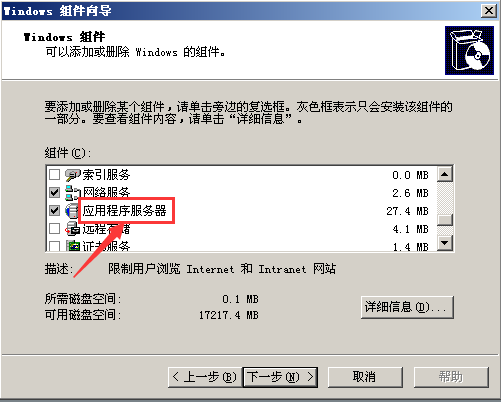 Windows 组件向导
Windows 组件
可以添加或删除 Windows 的组件。
要添加或删除某个组件，请单击旁边的复选框。灰色框表示只会安装该组件的
一部分。要查看组件内容，请单击“详细信息”。
组件(C):
索引服务 0.0 MB
网络服务 2.6 MB
应用程序服务器 27.4 MB
远程存储 4.1 MB
证书服务 1.4 MB
描述: 限制用户浏览 Internet 和 Intranet 网站
所需磁盘空间: 0.1 MB
可用磁盘空间: 17217.4 MB
详细信息(D)...
< 上一步(B) 下一步(N) > 取消 帮助